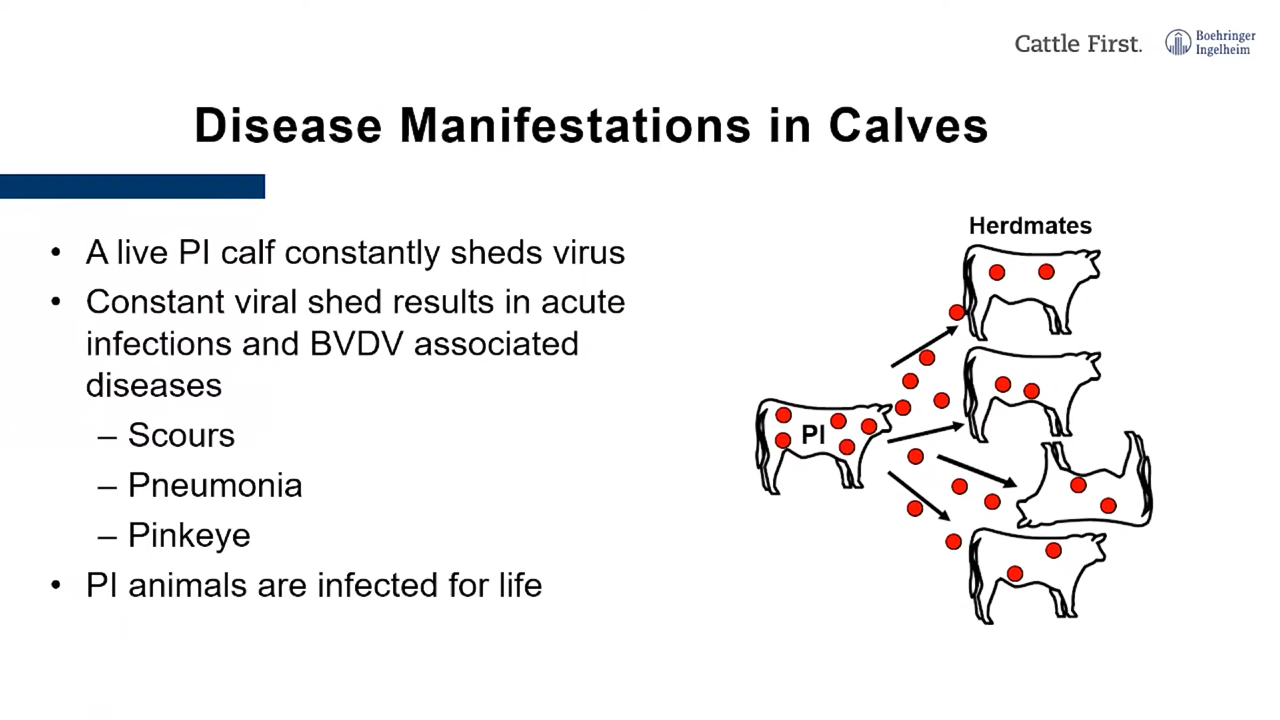 Cattle First.
Boehringer
Ingelheim
Disease Manifestations in Calves
• A live PI calf constantly sheds virus
• Constant viral shed results in acute
infections and BVDV associated
diseases
– Scours
– Pneumonia
– Pinkeye
• PI animals are infected for life
Herdmates
PI